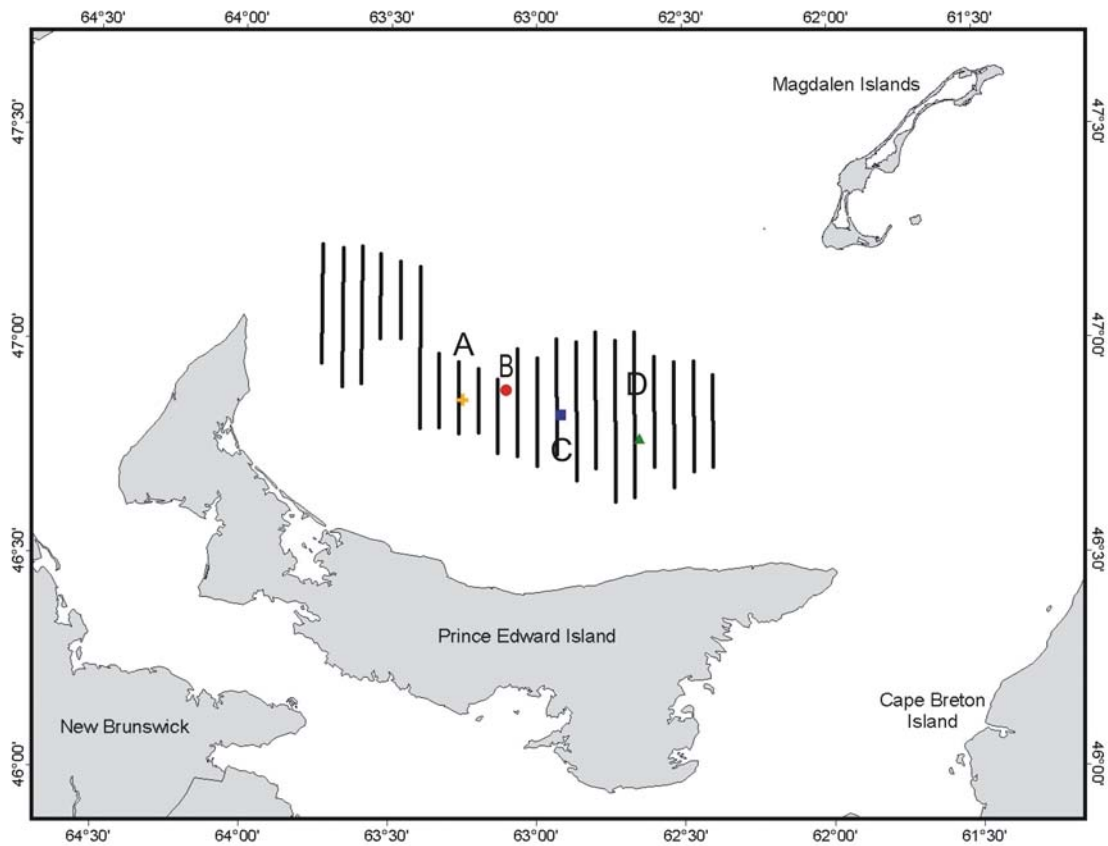 64°30' 64°00' 63°30' 63°00' 62°30' 62°00' 61°30'
Magdalen Islands
47°30' 47°30'
47°00' 47°00'
A
B
D
C
46°30' 46°30'
Prince Edward Island
Cape Breton
Island
New Brunswick
46°00' 46°00'
64°30' 64°00' 63°30' 63°00' 62°30' 62°00' 61°30'